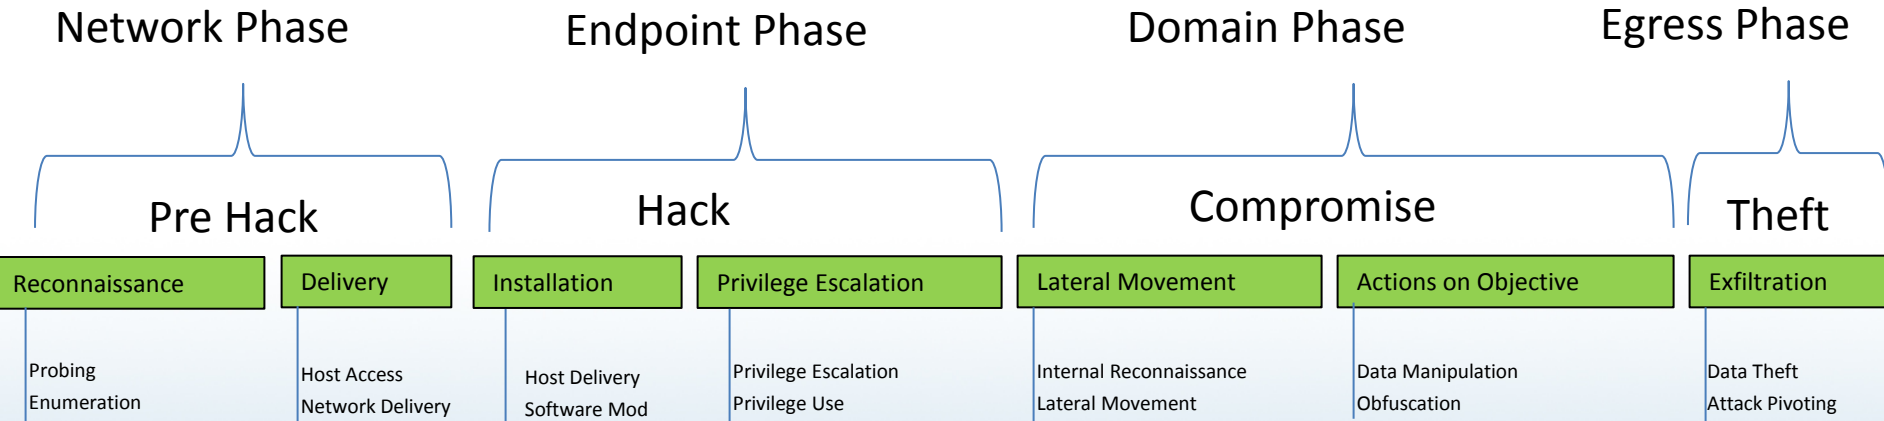 Network Phase
Endpoint Phase
Domain Phase
Egress Phase
Pre Hack
Hack
Compromise
Theft
Reconnaissance
Delivery
Installation
Privilege Escalation
Lateral Movement
Actions on Objective
Exfiltration
Probing
Enumeration
Host Access
Network Delivery
Host Delivery
Software Mod
Privilege Escalation
Privilege Use
Internal Reconnaissance
Lateral Movement
Data Manipulation
Obfuscation
Data Theft
Attack Pivoting